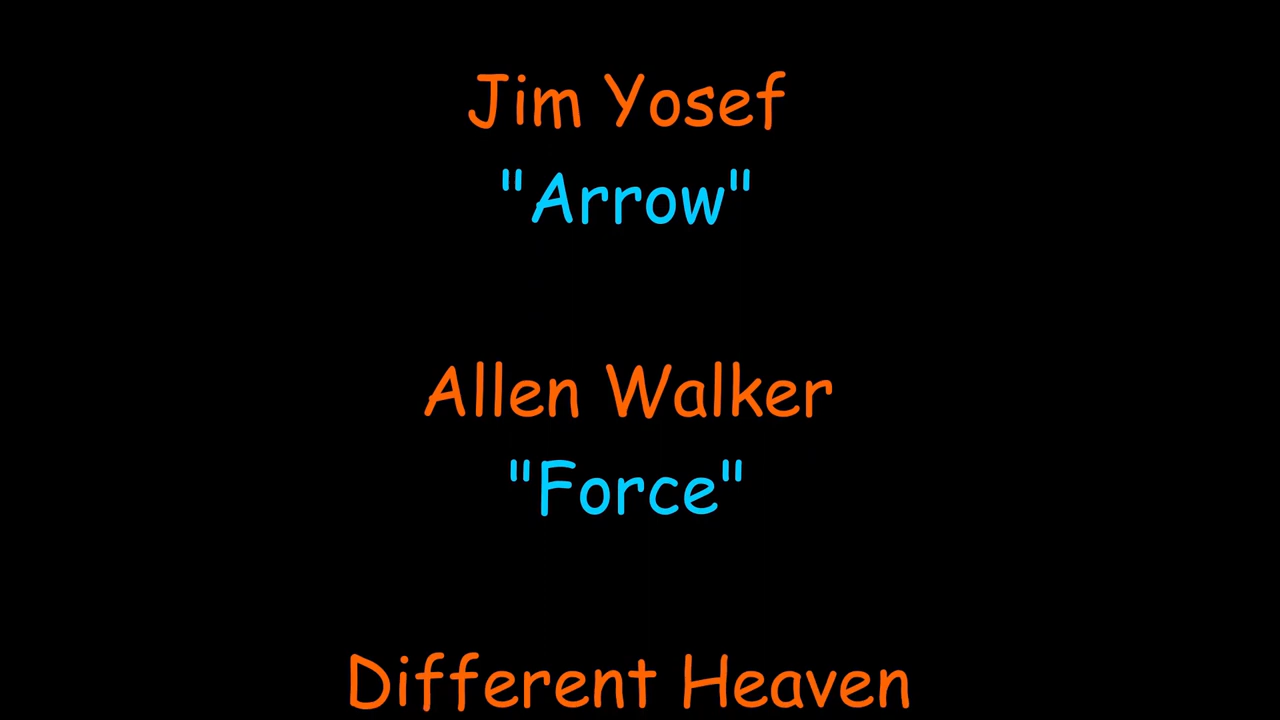 Jim Yosef
"Arrow"
Allen Walker
"Force"
Different Heaven